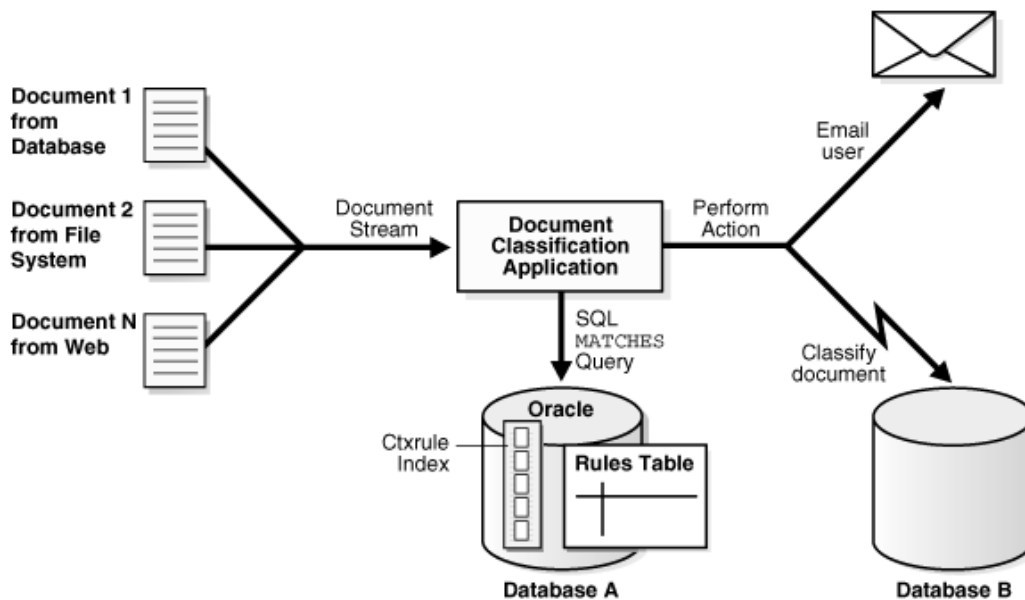 Document 1
from
Database
Document 2
from File
System
Document N
from Web
Document
Stream
Document
Classification
Application
Perform
Action
Email
user
Classify
document
SQL
MATCHES
Query
Oracle
Ctxrule
Index
Rules Table
Database A
Database B